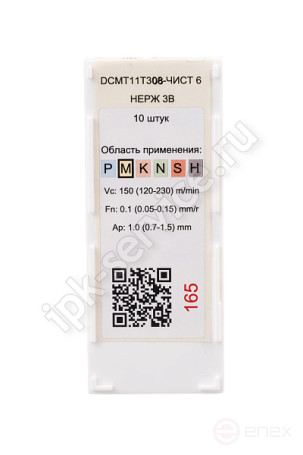 DCMT11T308-ЧИСТ 6
НЕРЖ 3В
10 штук
Область применения:
P M K N S H
Vc: 150 (120-230) m/min
Fn: 0.1 (0.05-0.15) mm/r
Ap: 1.0 (0.7-1.5) mm
165
ipk-service.ru
enex